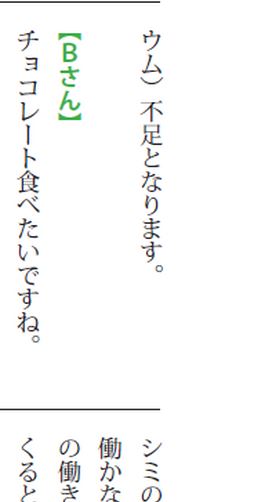 ウム）不足となります。
【Bさん】
チョコレート食べたいですね。
シミの
働かな
の働き
くると